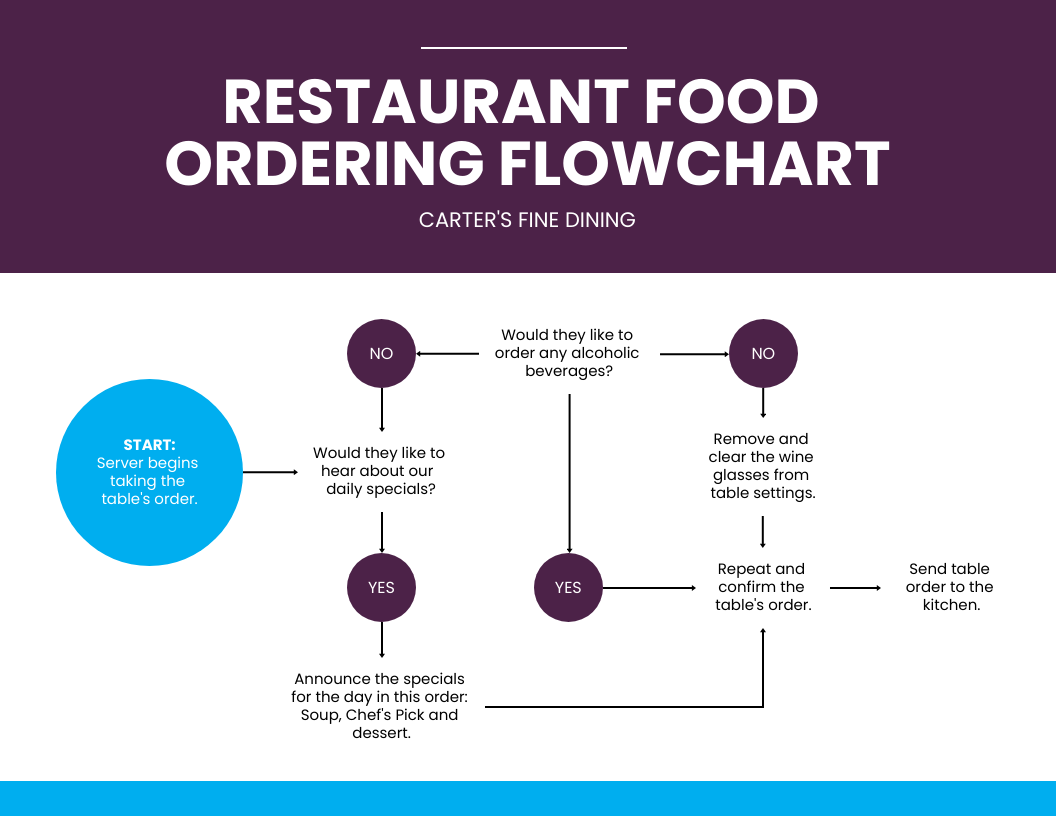 RESTAURANT FOOD
ORDERING FLOWCHART
CARTER'S FINE DINING
NO
Would they like to
order any alcoholic
beverages?
NO
START:
Server begins
taking the
table's order.
Would they like to
hear about our
daily specials?
Remove and
clear the wine
glasses from
table settings.
YES
YES
Repeat and
confirm the
table's order.
Send table
order to the
kitchen.
Announce the specials
for the day in this order:
Soup, Chef's Pick and
dessert.